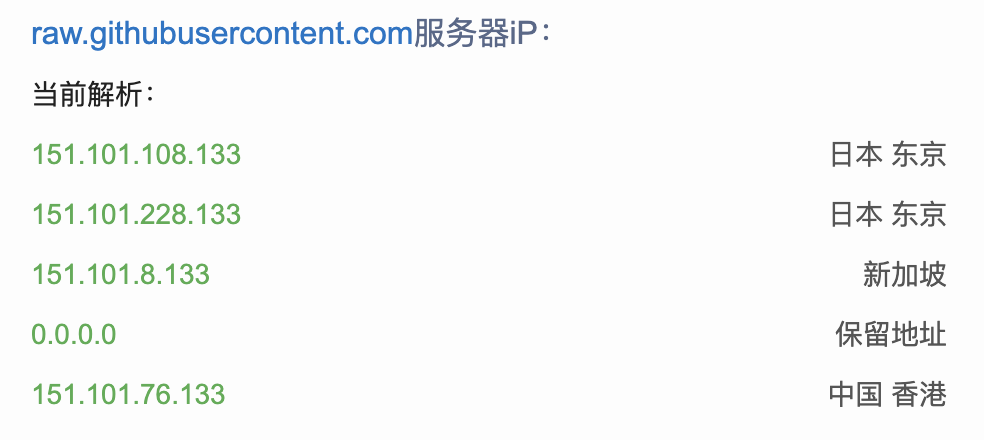 raw.githubusercontent.com服务器iP：
当前解析：
151.101.108.133 日本 东京
151.101.228.133 日本 东京
151.101.8.133 新加坡
0.0.0.0 保留地址
151.101.76.133 中国 香港